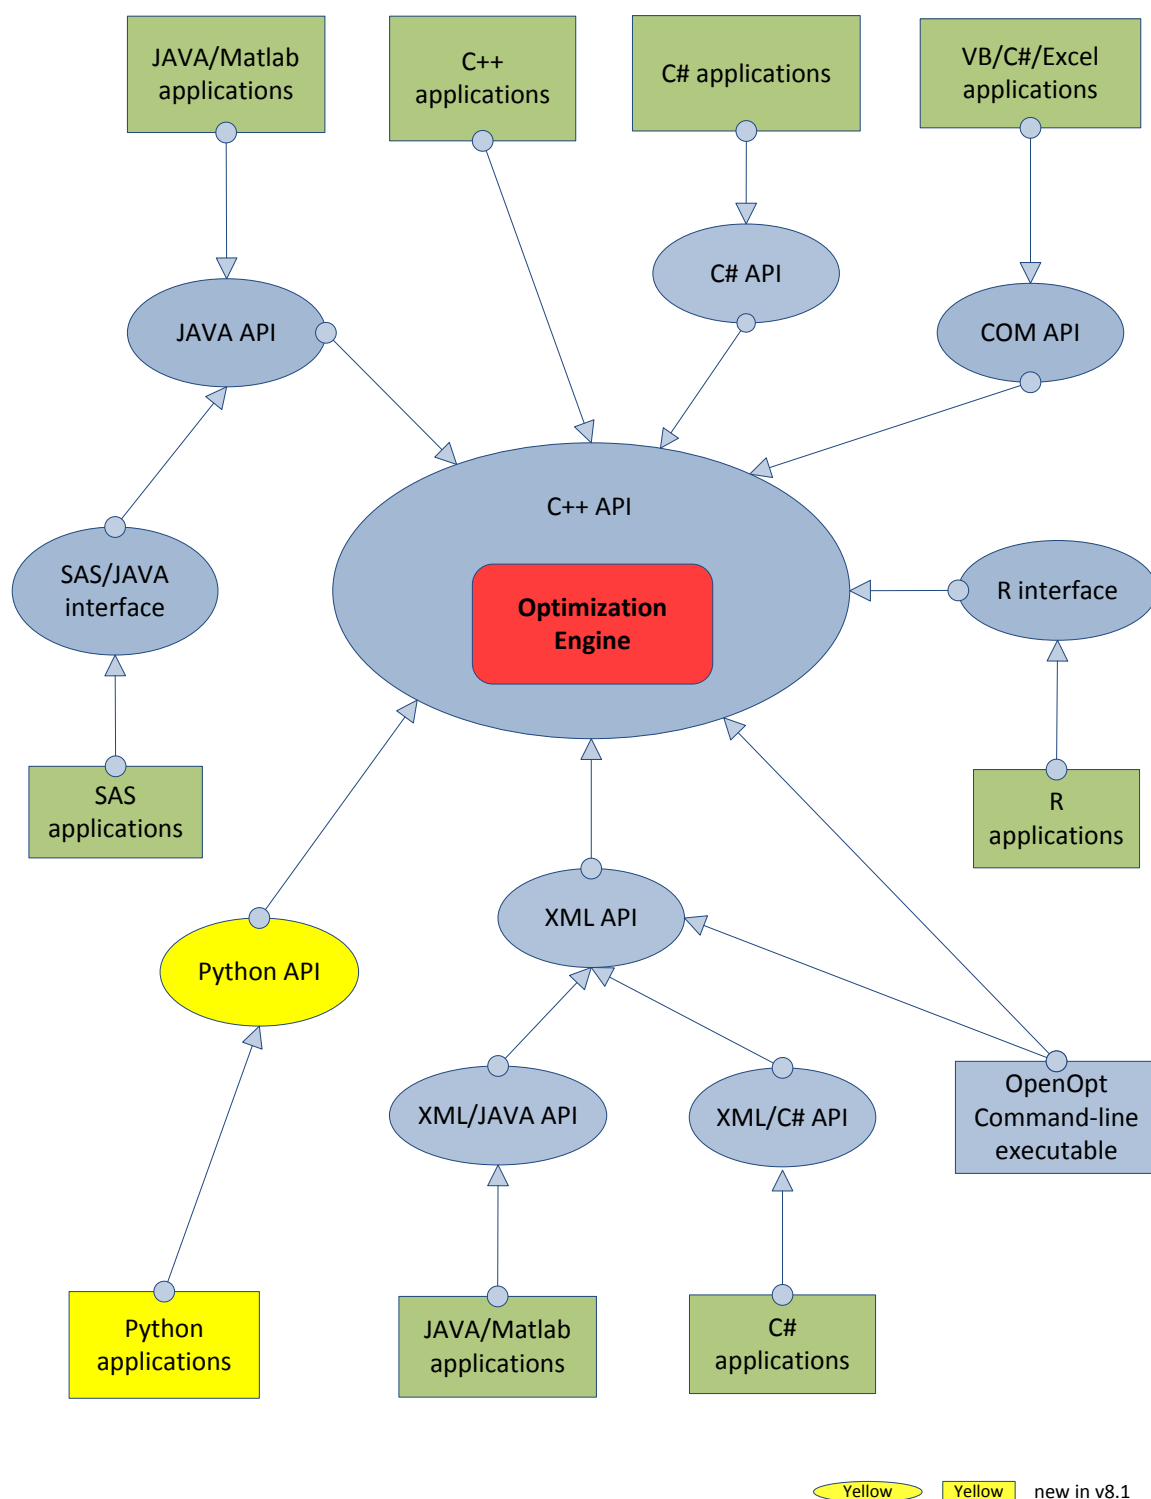 JAVA/Matlab
applications
C++
applications
C# applications
VB/C#/Excel
applications
C# API
JAVA API
COM API
C++ API
SAS/JAVA
interface
Optimization
Engine
R interface
SAS
applications
R
applications
XML API
Python API
XML/JAVA API
XML/C# API
OpenOpt
Command-line
executable
Python
applications
JAVA/Matlab
applications
C#
applications
Yellow
Yellow
new in v8.1